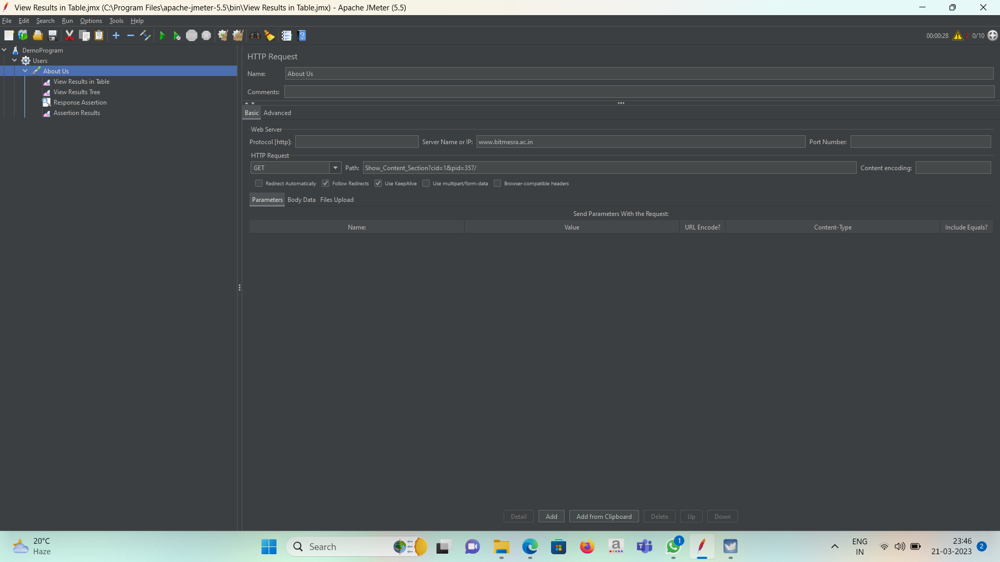 View Results in Table.jmx (C:\Program Files\apache-jmeter-5.5\bin\View Results in Table.jmx) - Apache JMeter (5.5)
File Edit Search Run Options Tools Help
00:00:28 2 0/10
DemoProgram
Users
About Us
View Results in Table
View Results Tree
Response Assertion
Assertion Results
HTTP Request
Name: About Us
Comments:
Basic Advanced
Web Server
Protocol [http]: Server Name or IP: www.bitmesra.ac.in Port Number:
HTTP Request
GET Path: Show_Content_Section?cid=1&pid=357/ Content encoding:
Redirect Automatically Follow Redirects Use KeepAlive Use multipart/form-data Browser-compatible headers
Parameters Body Data Files Upload
Send Parameters With the Request:
Name: Value URL Encode? Content-Type Include Equals?
Detail Add Add from Clipboard Delete Up Down
20°C
Haze
Search
a
1
ENG
IN
23:46
21-03-2023
2